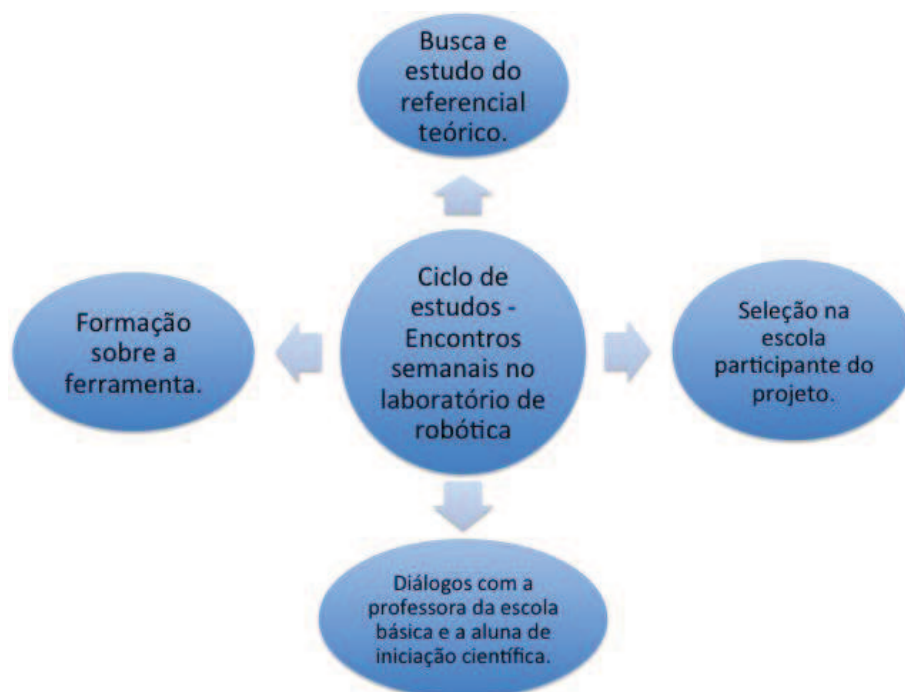 Busca e
estudo do
referencial
teórico.
Ciclo de
estudos -
Encontros
semanais no
laboratório de
robótica
Formação
sobre a
ferramenta.
Seleção na
escola
participante do
projeto.
Diálogos com a
professora da escola
básica e a aluna de
iniciação científica.